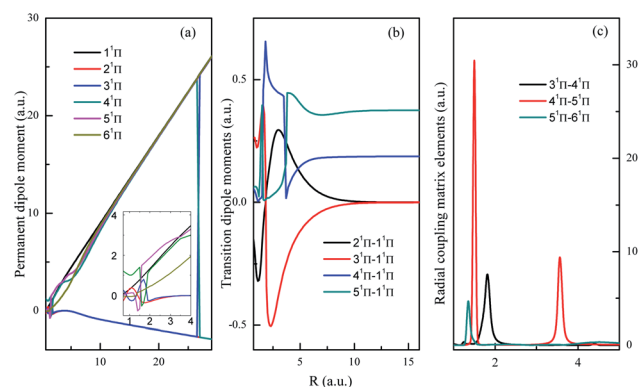 (a)
Permanent dipole moment (a.u.)
30
20
10
0
1¹Π
2¹Π
3¹Π
4¹Π
5¹Π
6¹Π
4
2
0
1 2 3 4
10 20
(b)
Transition dipole moments (a.u.)
0.5
0.0
-0.5
2¹Π-1¹Π
3¹Π-1¹Π
4¹Π-1¹Π
5¹Π-1¹Π
5 10 15
R (a.u.)
(c)
Radial coupling matrix elements (a.u.)
3¹Π-4¹Π
4¹Π-5¹Π
5¹Π-6¹Π
30
20
10
0
2 4